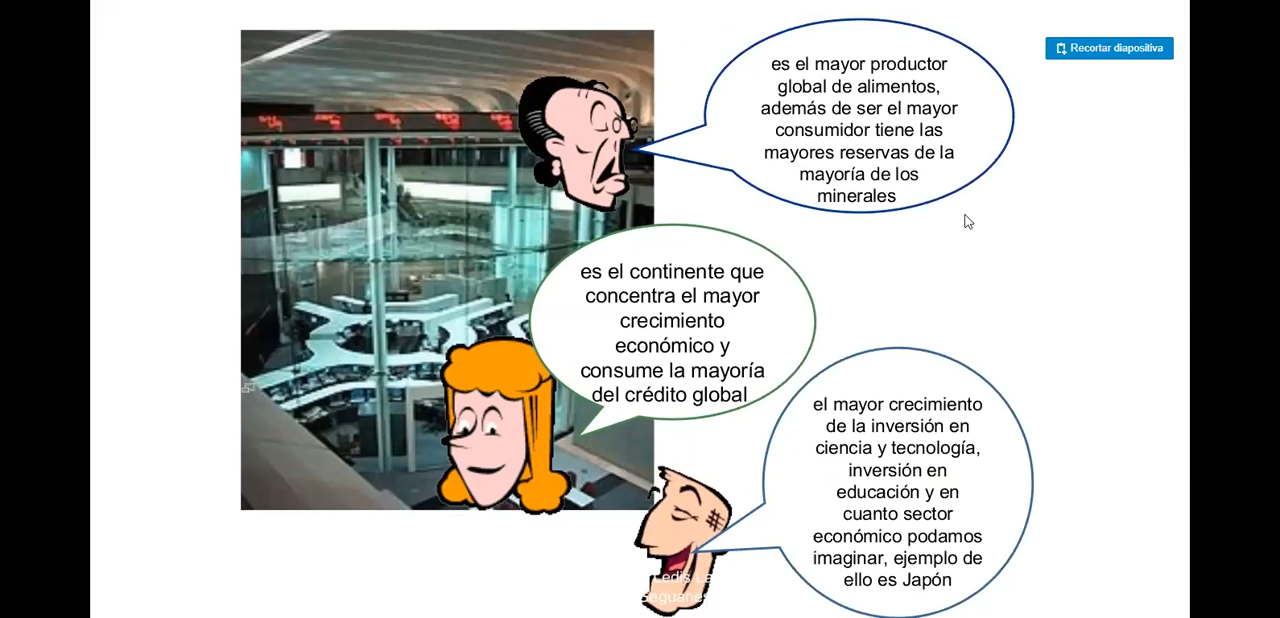 Recortar diapositiva
es el mayor productor
global de alimentos,
además de ser el mayor
consumidor tiene las
mayores reservas de la
mayoría de los
minerales
es el continente que
concentra el mayor
crecimiento
económico y
consume la mayoría
del crédito global
el mayor crecimiento
de la inversión en
ciencia y tecnología,
inversión en
educación y en
cuanto sector
económico podamos
imaginar, ejemplo de
ello es Japón
Ledis La